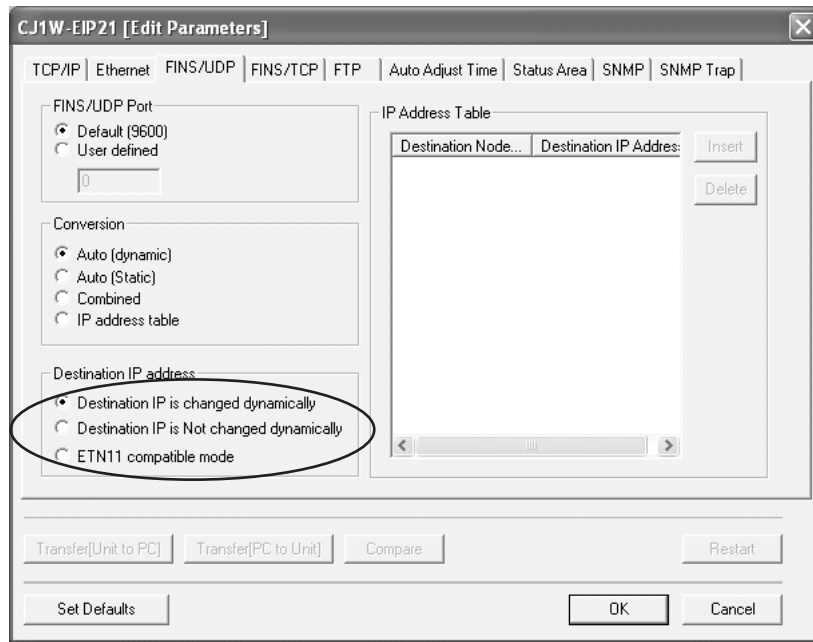 CJ1W-EIP21 [Edit Parameters]
TCP/IP Ethernet FINS/UDP FINS/TCP FTP Auto Adjust Time Status Area SNMP SNMP Trap
FINS/UDP Port
Default (9600)
User defined
0
Conversion
Auto (dynamic)
Auto (Static)
Combined
IP address table
Destination IP address
Destination IP is changed dynamically
Destination IP is Not changed dynamically
ETN11 compatible mode
IP Address Table
Destination Node... Destination IP Addres
Insert
Delete
Transfer[Unit to PC] Transfer[PC to Unit] Compare Restart
Set Defaults OK Cancel